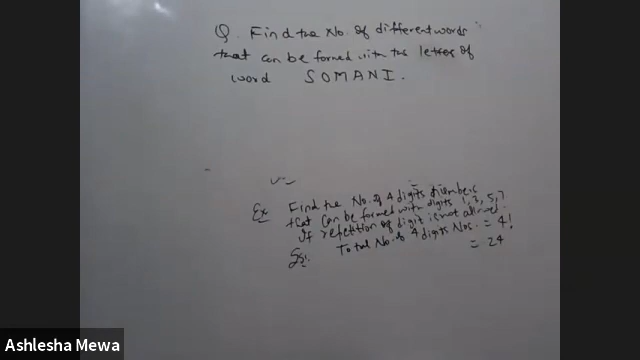 Q. Find the No. of different words
that can be formed with the letters of
word SOMANI.
Ex Find the No. of 4 digits numbers
that can be formed with digits 1, 3, 5, 7
If repetition of digit is not allowed.
Sol. Total No. of 4 digits Nos. = 4!
= 24
Ashlesha Mewa